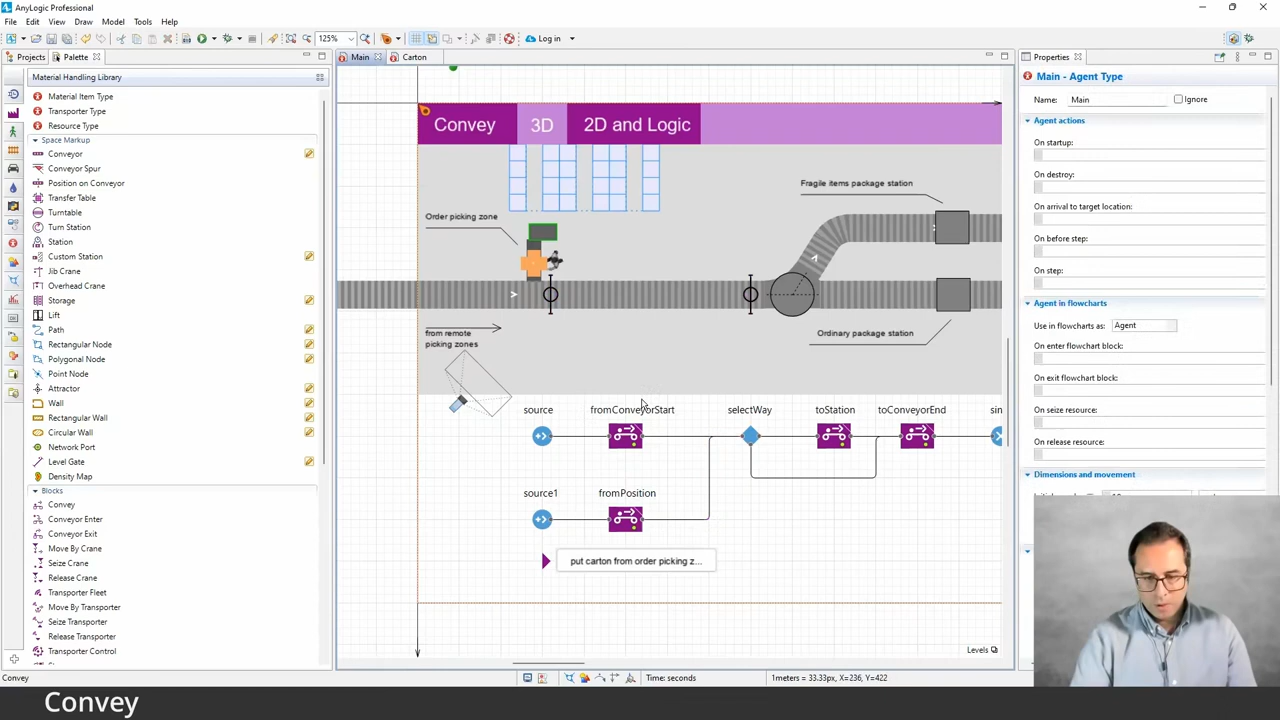 AnyLogic Professional
File Edit View Draw Model Tools Help
125% Log in
Projects Palette Main Carton Properties
Material Handling Library
Material Item Type
Transporter Type
Resource Type
Space Markup
Conveyor
Conveyor Spur
Position on Conveyor
Transfer Table
Turntable
Turn Station
Station
Custom Station
Jib Crane
Overhead Crane
Storage
Lift
Path
Rectangular Node
Polygonal Node
Point Node
Attractor
Wall
Rectangular Wall
Circular Wall
Network Port
Level Gate
Density Map
Blocks
Convey
Conveyor Enter
Conveyor Exit
Move By Crane
Seize Crane
Release Crane
Transporter Fleet
Move By Transporter
Seize Transporter
Release Transporter
Transporter Control
Convey 3D 2D and Logic
Fragile items package station
Order picking zone
from remote
picking zones
Ordinary package station
source fromConveyorStart selectWay toStation toConveyorEnd sin
source1 fromPosition
put carton from order picking z...
Levels
Main - Agent Type
Name: Main Ignore
Agent actions
On startup:
On destroy:
On arrival to target location:
On before step:
On step:
Agent in flowcharts
Use in flowcharts as: Agent
On enter flowchart block:
On exit flowchart block:
On seize resource:
On release resource:
Dimensions and movement
Convey
Time: seconds
1meters = 33.33px, X=236, Y=422
Convey